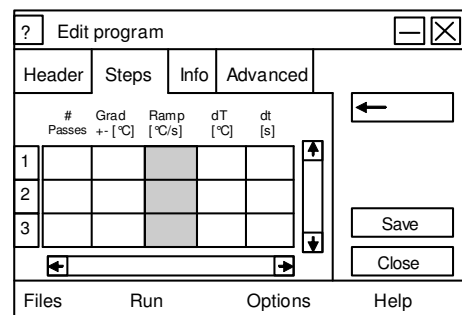 ? Edit program
Header Steps Info Advanced
# Grad Ramp dT dt
Passes +- [°C] [°C/s] [°C] [s]
1
2
3
Save
Close
Files Run Options Help